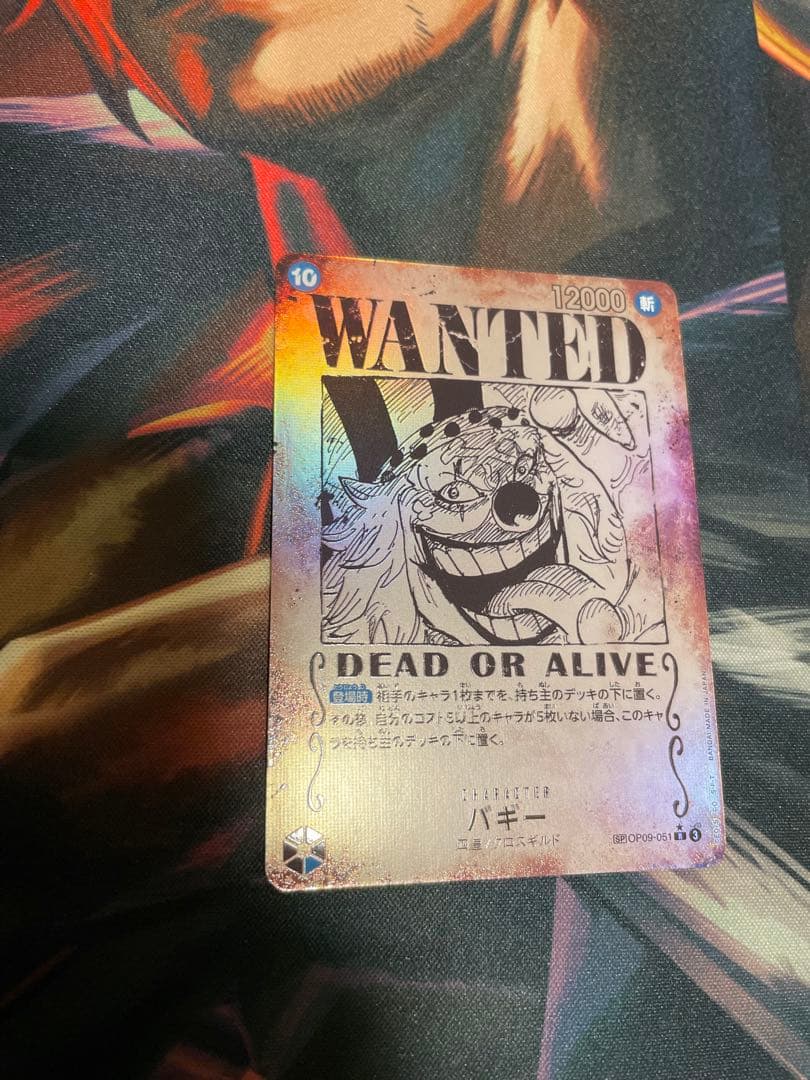 10
12000
斬
WANTED
DEAD OR ALIVE
登場時 相手のキャラ1枚までを、持ち主のデッキの下に置く。
その後、自分のコスト5以上のキャラが5枚いない場合、このキャ
ラを持ち主のデッキの下に置く。
CHARACTER
バギー
四皇/クロスギルド
SP OP09-051 R 3
BANDAI MADE IN JAPAN